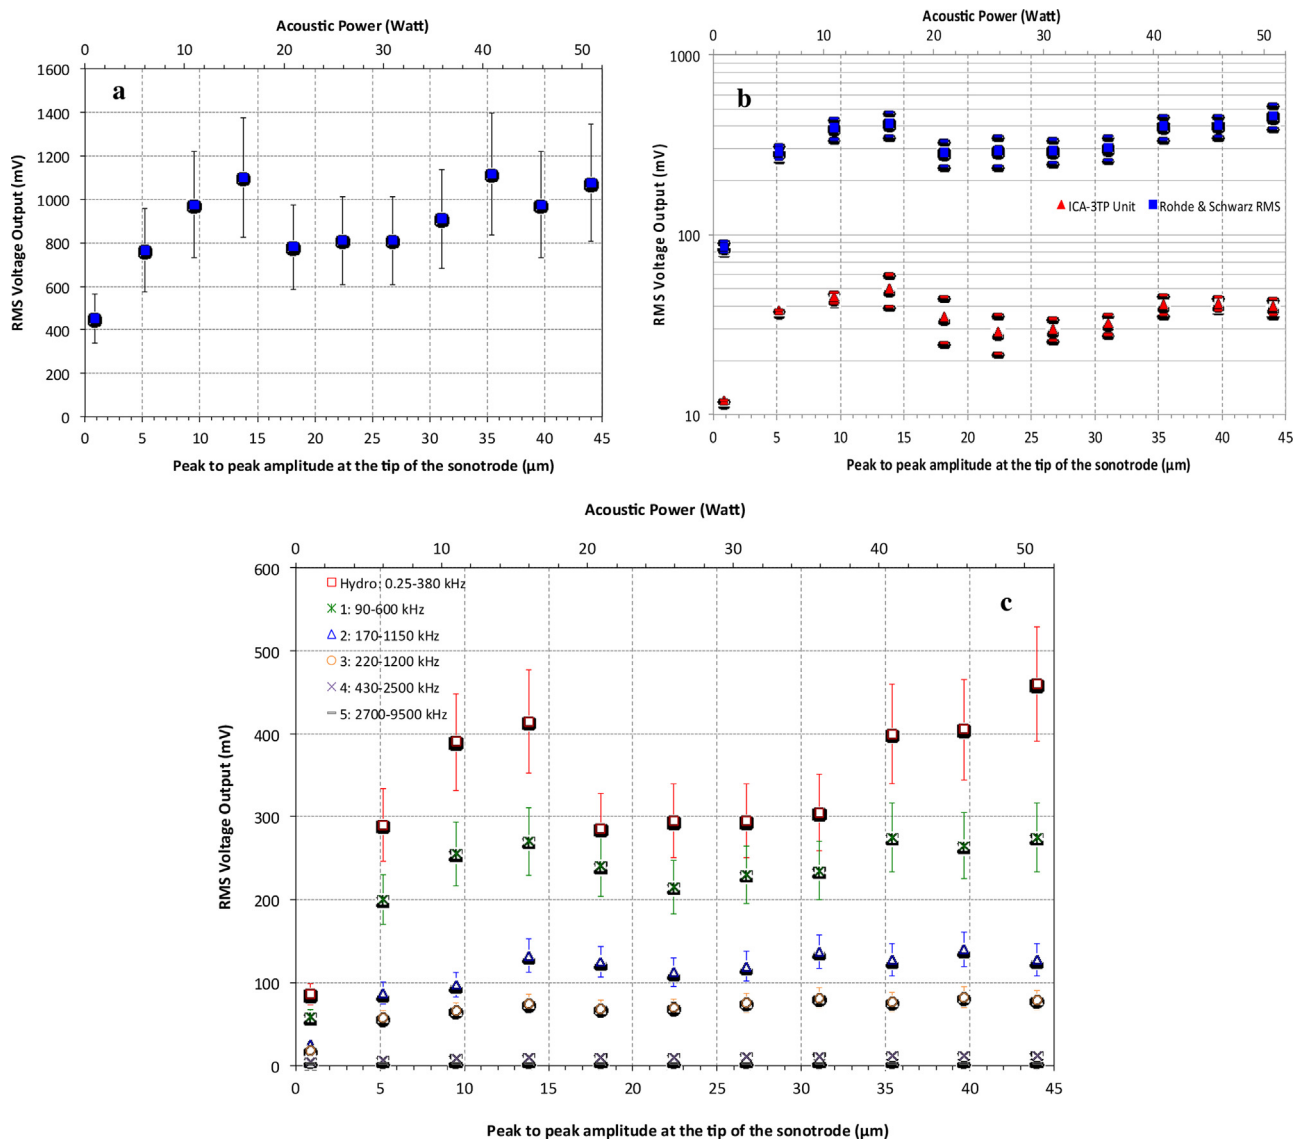 Acoustic Power (Watt)
0 10 20 30 40 50
a
1600
1400
1200
1000
800
600
400
200
0
RMS Voltage Output (mV)
0 5 10 15 20 25 30 35 40 45
Peak to peak amplitude at the tip of the sonotrode (µm)
Acoustic Power (Watt)
0 10 20 30 40 50
b
1000
100
10
RMS Voltage Output (mV)
ICA-3TP Unit Rohde & Schwarz RMS
0 5 10 15 20 25 30 35 40 45
Peak to peak amplitude at the tip of the sonotrode (µm)
Acoustic Power (Watt)
0 10 20 30 40 50
c
600
500
400
300
200
100
0
RMS Voltage Output (mV)
Hydro: 0.25-380 kHz
1: 90-600 kHz
2: 170-1150 kHz
3: 220-1200 kHz
4: 430-2500 kHz
5: 2700-9500 kHz
0 5 10 15 20 25 30 35 40 45
Peak to peak amplitude at the tip of the sonotrode (µm)